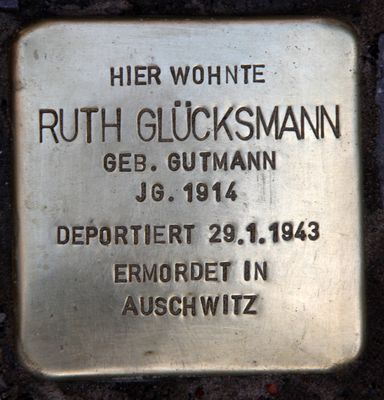 HIER WOHNTE
RUTH GLÜCKSMANN
GEB. GUTMANN
JG. 1914
DEPORTIERT 29.1.1943
ERMORDET IN
AUSCHWITZ